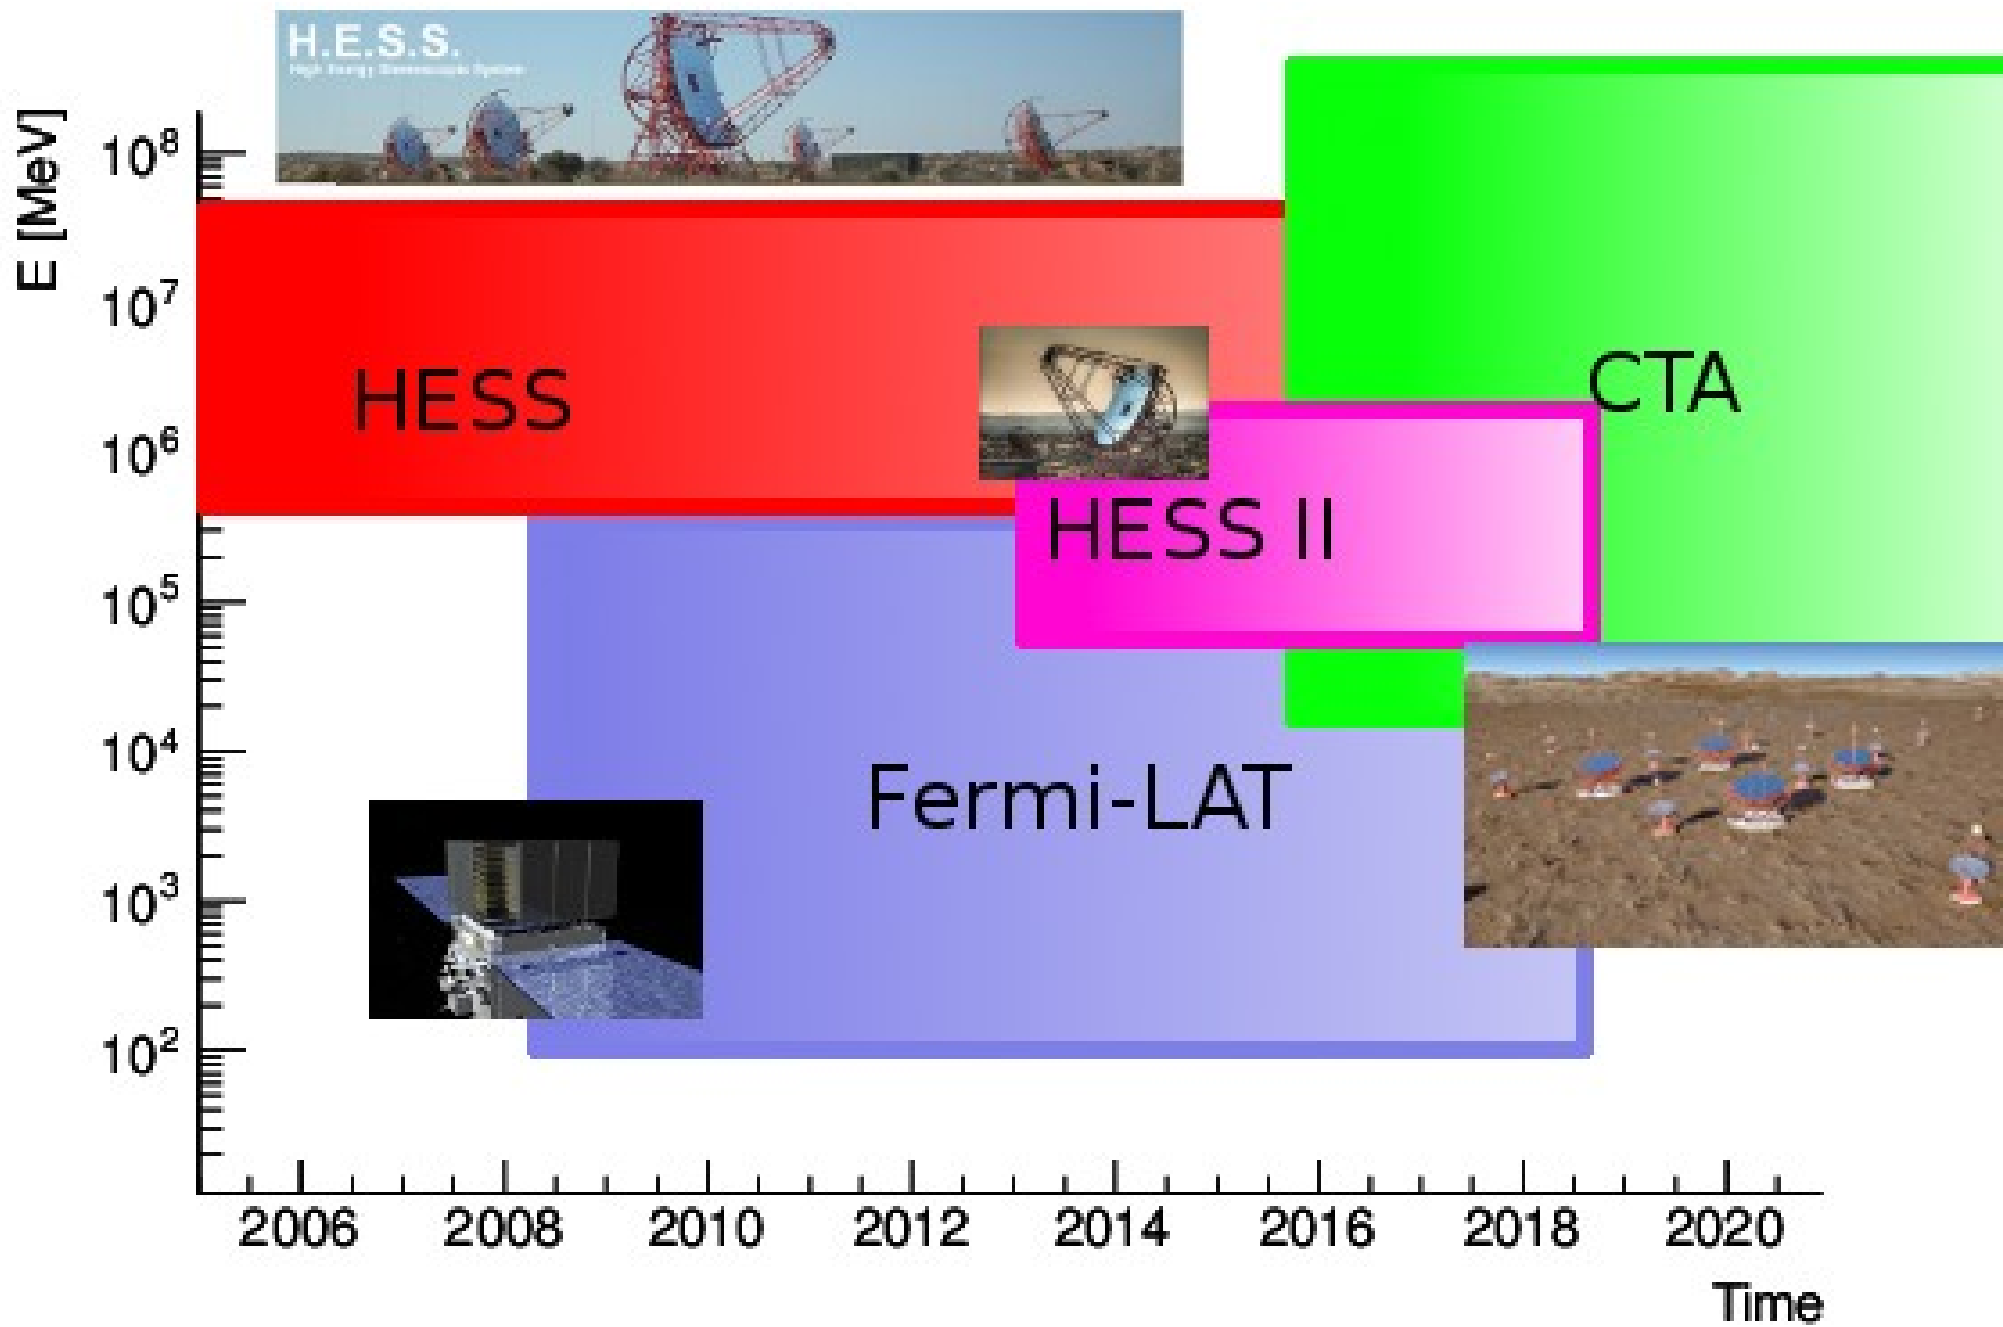 H.E.S.S.
High Energy Stereoscopic System
E [MeV]
10⁸
10⁷
10⁶
10⁵
10⁴
10³
10²
HESS
CTA
HESS II
Fermi-LAT
2006 2008 2010 2012 2014 2016 2018 2020
Time